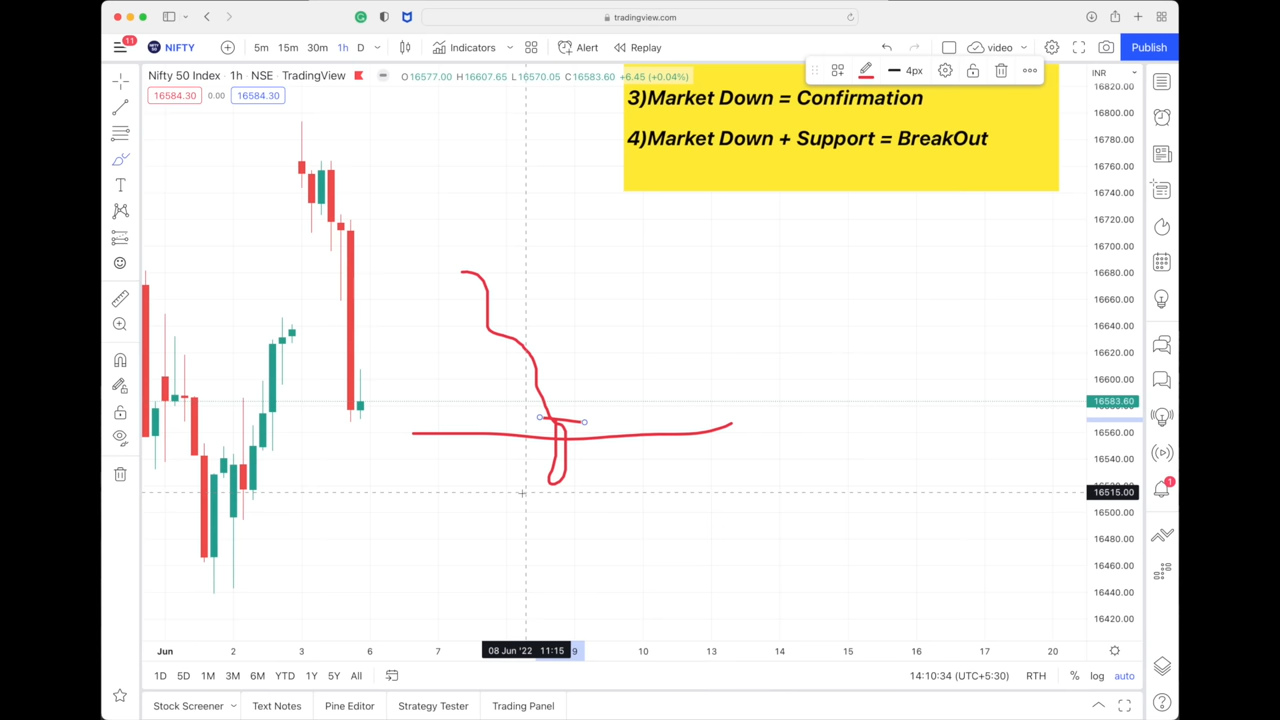 tradingview.com
11
NIFTY 50
NIFTY
5m 15m 30m 1h D
Indicators
Alert
Replay
video
Publish
Nifty 50 Index · 1h · NSE · TradingView
O16577.00 H16607.65 L16570.05 C16583.60 +6.45 (+0.04%)
4px
INR
16584.30 0.00 16584.30
3)Market Down = Confirmation
4)Market Down + Support = BreakOut
16820.00
16800.00
16780.00
16760.00
16740.00
16720.00
16700.00
16680.00
16660.00
16640.00
16620.00
16600.00
16583.60
16560.00
16540.00
16515.00
16500.00
16480.00
16460.00
16440.00
16420.00
1
Jun 2 3 6 7 08 Jun '22 11:15 9 10 13 14 15 16 17 20
1D 5D 1M 3M 6M YTD 1Y 5Y All
14:10:34 (UTC+5:30) RTH % log auto
Stock Screener Text Notes Pine Editor Strategy Tester Trading Panel